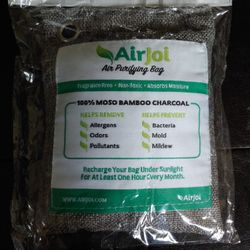 AirJoi
Air Purifying Bag
Fragrance Free • Non-Toxic • Absorbs Moisture
100% MOSO BAMBOO CHARCOAL
HELPS REMOVE HELPS PREVENT
Allergens Bacteria
Odors Mold
Pollutants Mildew
Recharge Your Bag Under Sunlight
For At Least One Hour Every Month.
WWW.AIRJOI.COM AirJoi